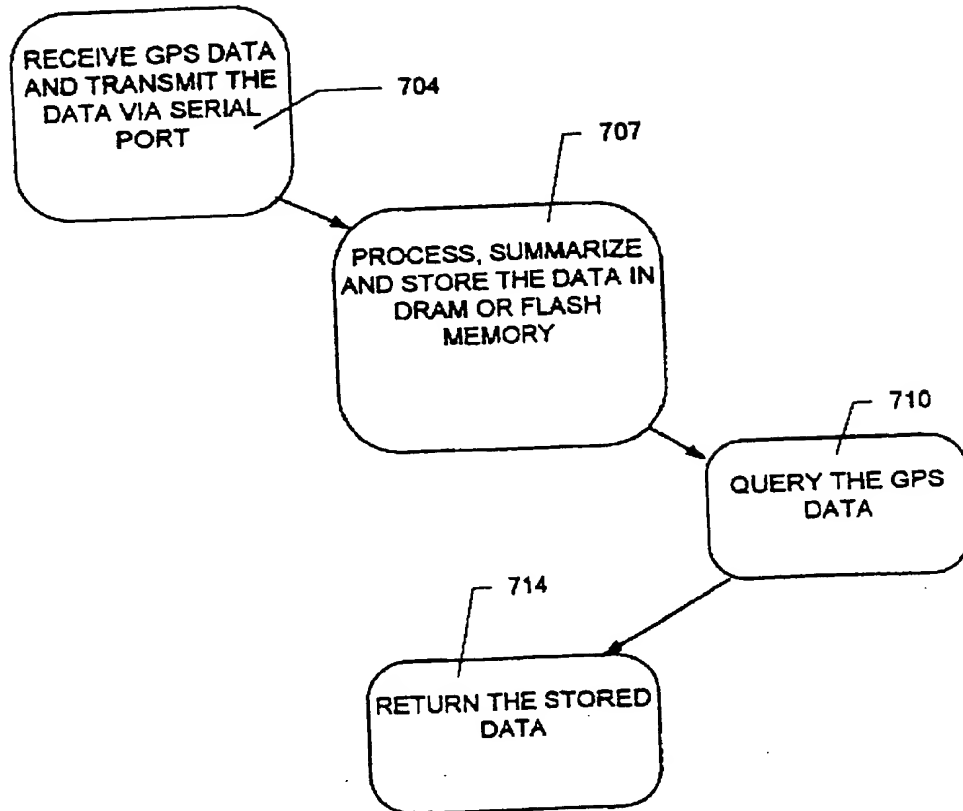 RECEIVE GPS DATA
AND TRANSMIT THE
DATA VIA SERIAL
PORT
704
707
PROCESS, SUMMARIZE
AND STORE THE DATA IN
DRAM OR FLASH
MEMORY
710
QUERY THE GPS
DATA
714
RETURN THE STORED
DATA